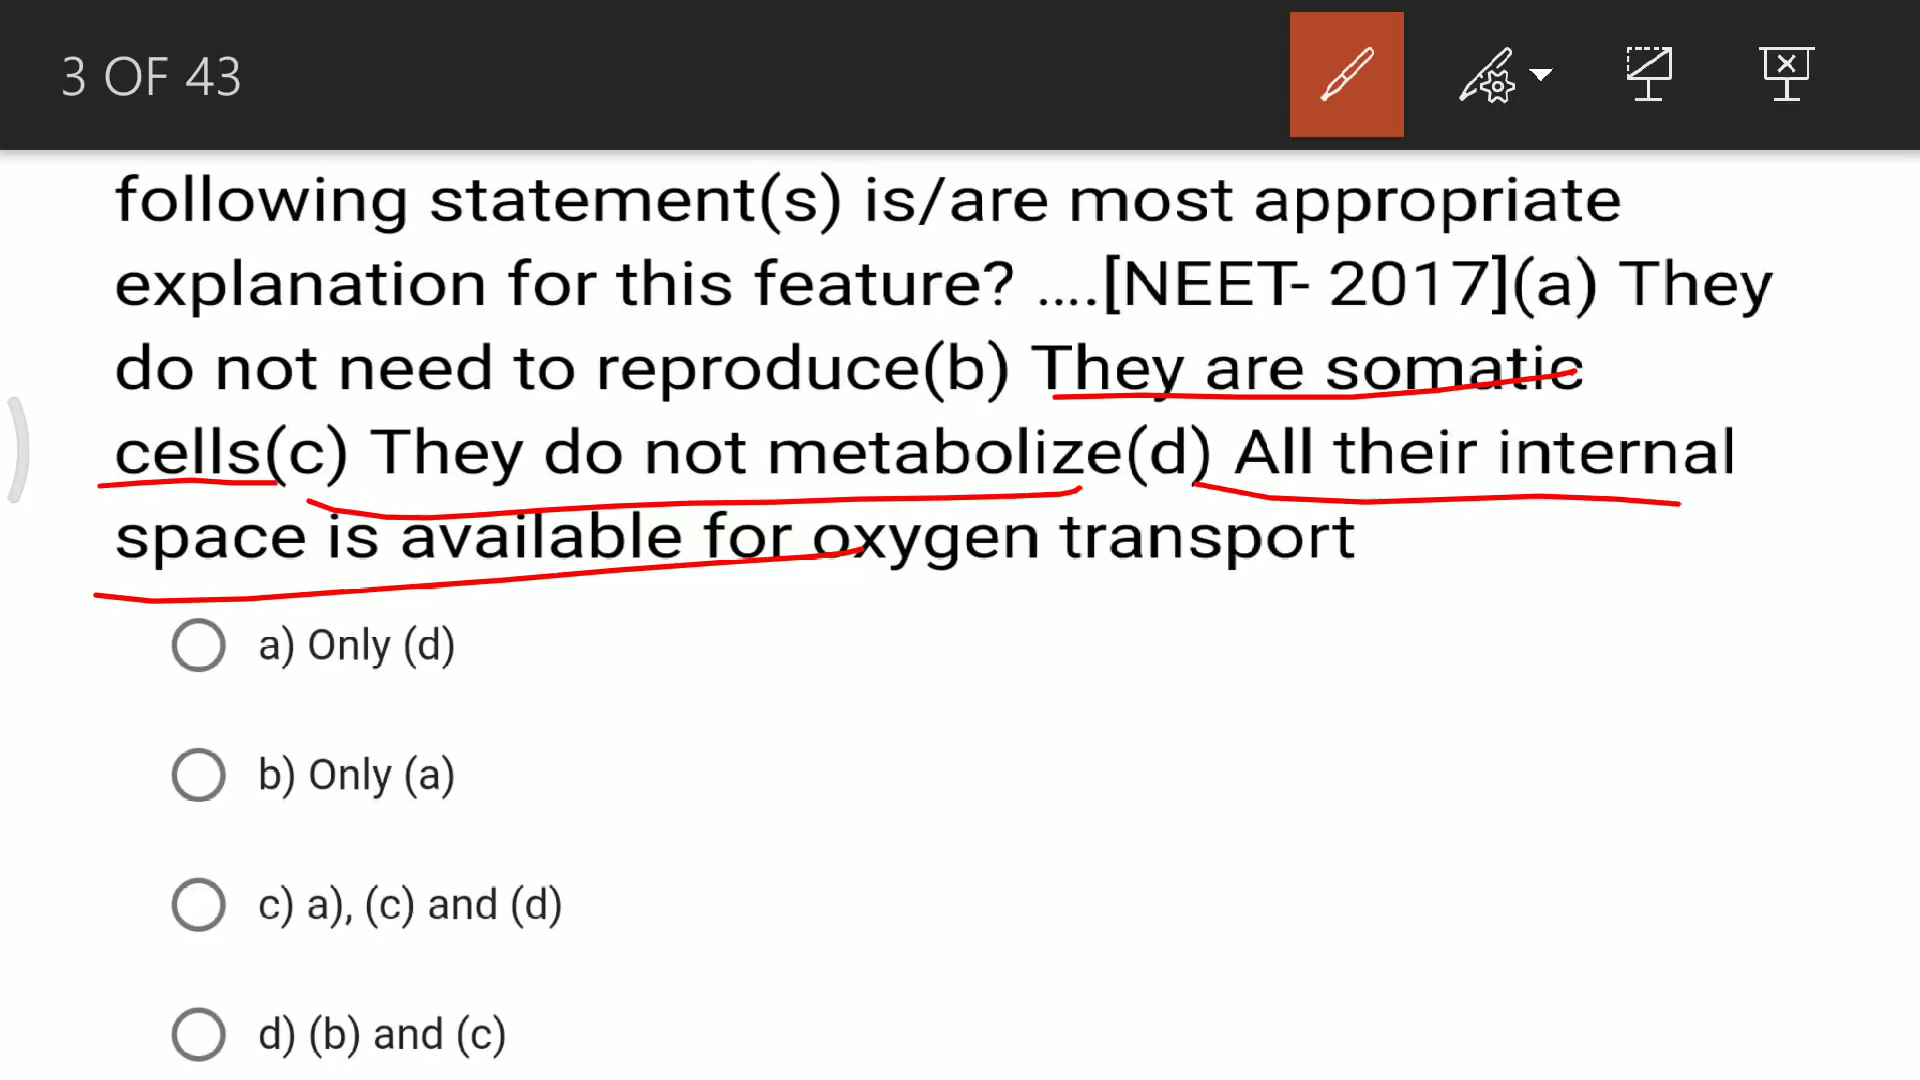 3 OF 43
following statement(s) is/are most appropriate
explanation for this feature? ....[NEET- 2017](a) They
do not need to reproduce(b) They are somatic
cells(c) They do not metabolize(d) All their internal
space is available for oxygen transport
a) Only (d)
b) Only (a)
c) a), (c) and (d)
d) (b) and (c)